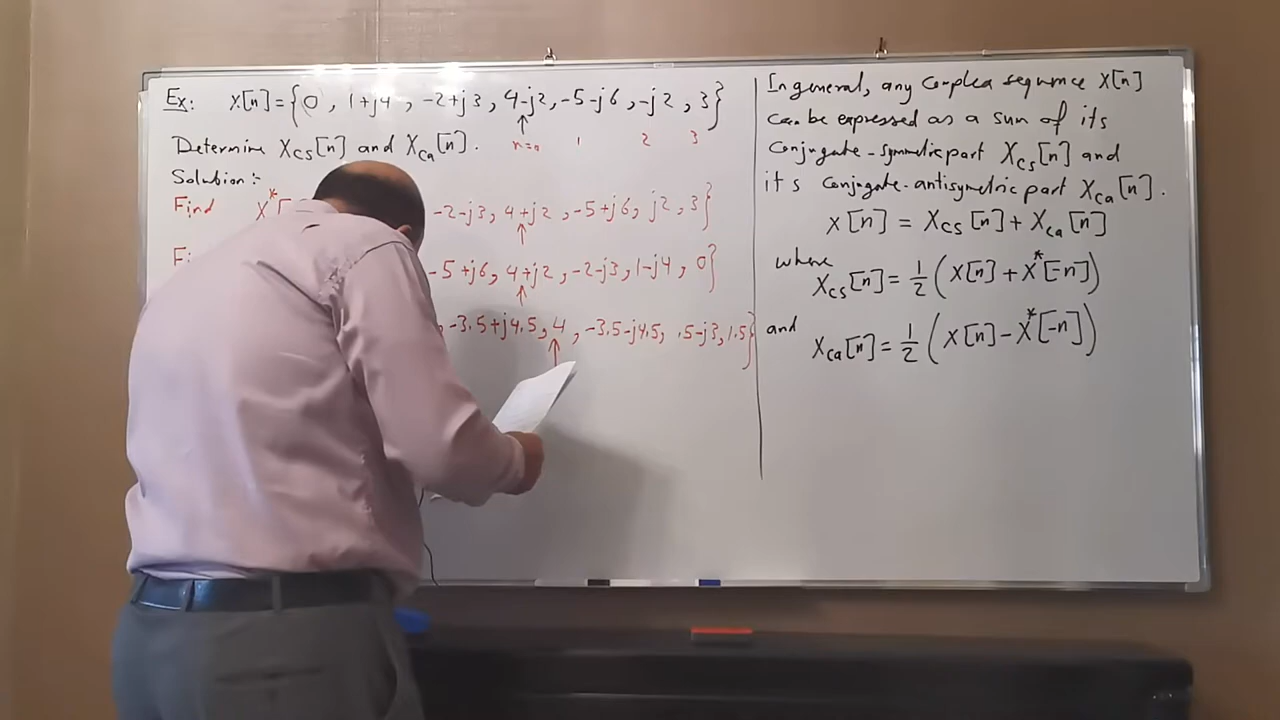 Ex: x[n] = {0, 1+j4, -2+j3, 4-j2, -5-j6, -j2, 3}
↑
n=0 1 2 3
Determine Xcs[n] and Xca[n].
Solution:-
Find X*[
-2-j3, 4+j2, -5+j6, j2, 3}
↑
Fi
-5+j6, 4+j2, -2-j3, 1-j4, 0}
↑
, -3.5+j4.5, 4, -3.5-j4.5, .5-j3, 1.5}
↑
In general, any Complex sequence X[n]
can be expressed as a sum of its
Conjugate-symmetric part Xcs[n] and
it's Conjugate-antisymmetric part Xca[n].
X[n] = Xcs[n] + Xca[n]
where
Xcs[n] = 1/2 (X[n] + X*[-n])
and
Xca[n] = 1/2 (X[n] - X*[-n])